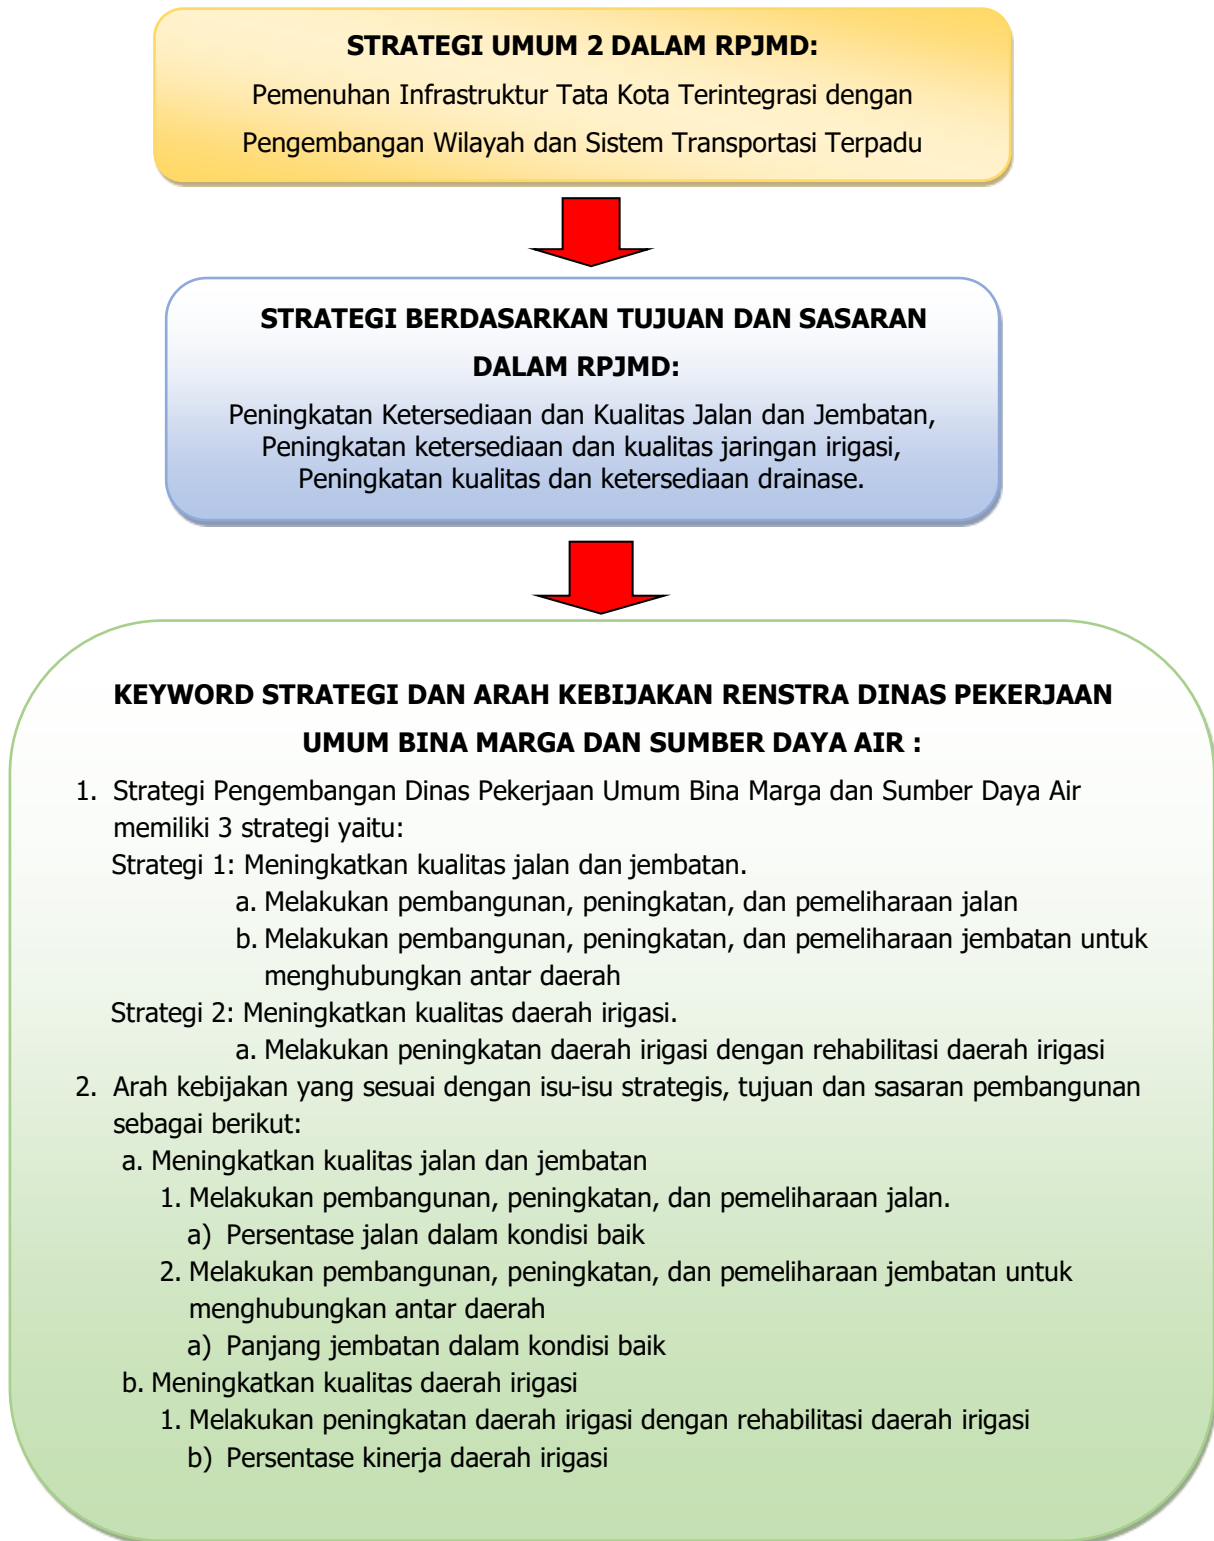 STRATEGI UMUM 2 DALAM RPJMD:
Pemenuhan Infrastruktur Tata Kota Terintegrasi dengan
Pengembangan Wilayah dan Sistem Transportasi Terpadu
STRATEGI BERDASARKAN TUJUAN DAN SASARAN
DALAM RPJMD:
Peningkatan Ketersediaan dan Kualitas Jalan dan Jembatan,
Peningkatan ketersediaan dan kualitas jaringan irigasi,
Peningkatan kualitas dan ketersediaan drainase.
KEYWORD STRATEGI DAN ARAH KEBIJAKAN RENSTRA DINAS PEKERJAAN
UMUM BINA MARGA DAN SUMBER DAYA AIR :
1. Strategi Pengembangan Dinas Pekerjaan Umum Bina Marga dan Sumber Daya Air
memiliki 3 strategi yaitu:
Strategi 1: Meningkatkan kualitas jalan dan jembatan.
a. Melakukan pembangunan, peningkatan, dan pemeliharaan jalan
b. Melakukan pembangunan, peningkatan, dan pemeliharaan jembatan untuk
menghubungkan antar daerah
Strategi 2: Meningkatkan kualitas daerah irigasi.
a. Melakukan peningkatan daerah irigasi dengan rehabilitasi daerah irigasi
2. Arah kebijakan yang sesuai dengan isu-isu strategis, tujuan dan sasaran pembangunan
sebagai berikut:
a. Meningkatkan kualitas jalan dan jembatan
1. Melakukan pembangunan, peningkatan, dan pemeliharaan jalan.
a) Persentase jalan dalam kondisi baik
2. Melakukan pembangunan, peningkatan, dan pemeliharaan jembatan untuk
menghubungkan antar daerah
a) Panjang jembatan dalam kondisi baik
b. Meningkatkan kualitas daerah irigasi
1. Melakukan peningkatan daerah irigasi dengan rehabilitasi daerah irigasi
b) Persentase kinerja daerah irigasi